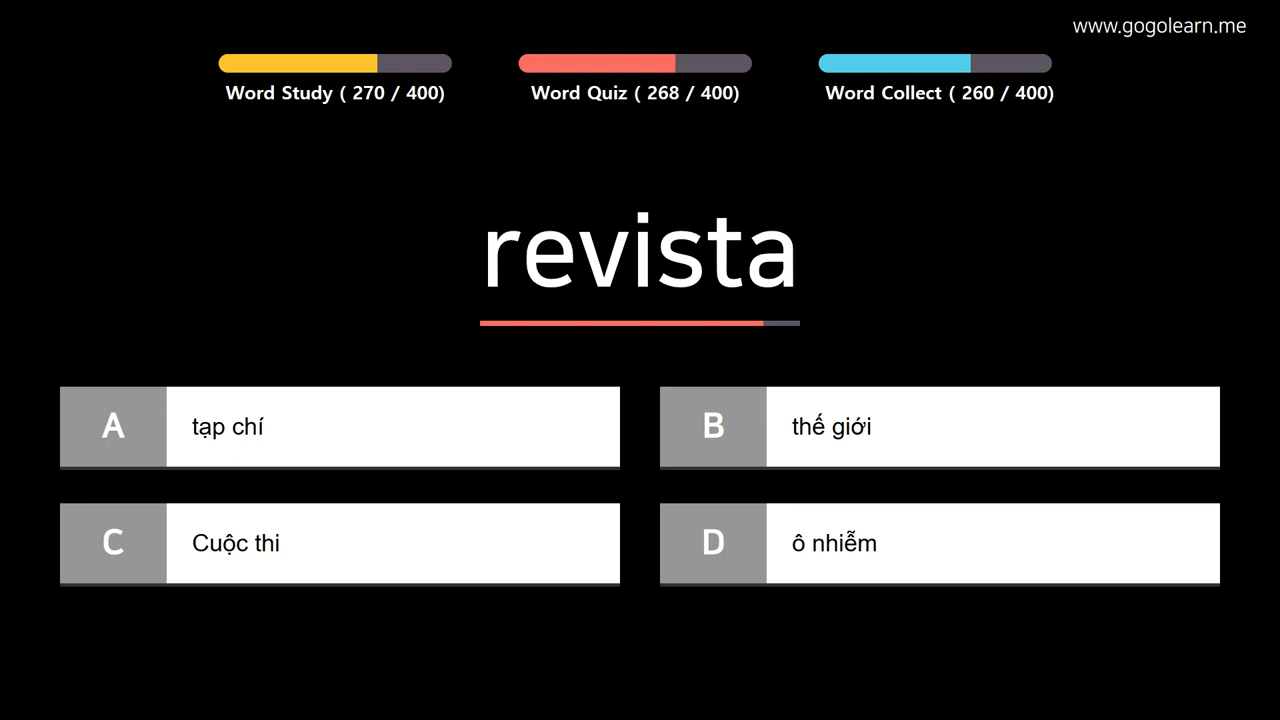 www.gogolearn.me
Word Study ( 270 / 400)
Word Quiz ( 268 / 400)
Word Collect ( 260 / 400)
revista
A
tạp chí
B
thế giới
C
Cuộc thi
D
ô nhiễm